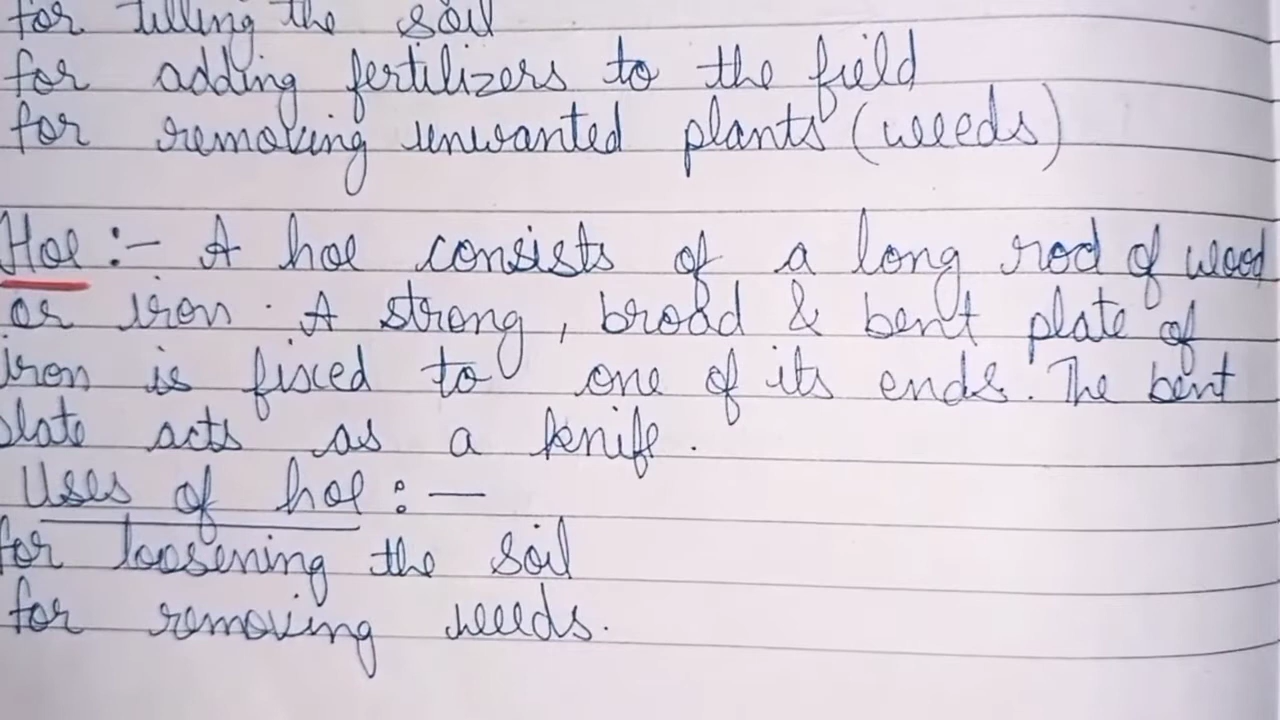 for tilling the soil
for adding fertilizers to the field
for removing unwanted plants (weeds)
Hoe :- A hoe consists of a long rod of wood
or iron. A strong, broad & bent plate of
iron is fixed to one of its ends. The bent
plate acts as a knife.
Uses of hoe :-
for loosening the soil
for removing weeds.